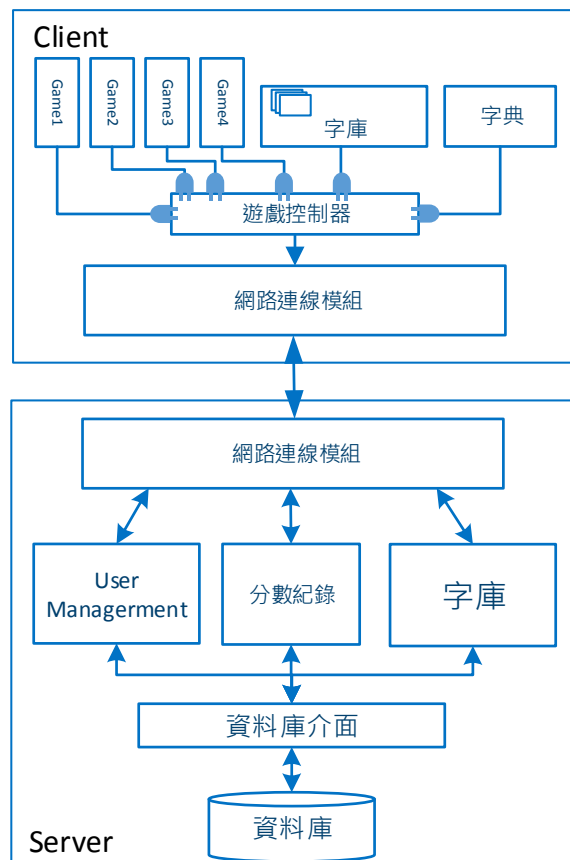 Client
Game1
Game2
Game3
Game4
字庫
字典
遊戲控制器
網路連線模組
網路連線模組
User
Managerment
分數紀錄
字庫
資料庫介面
資料庫
Server